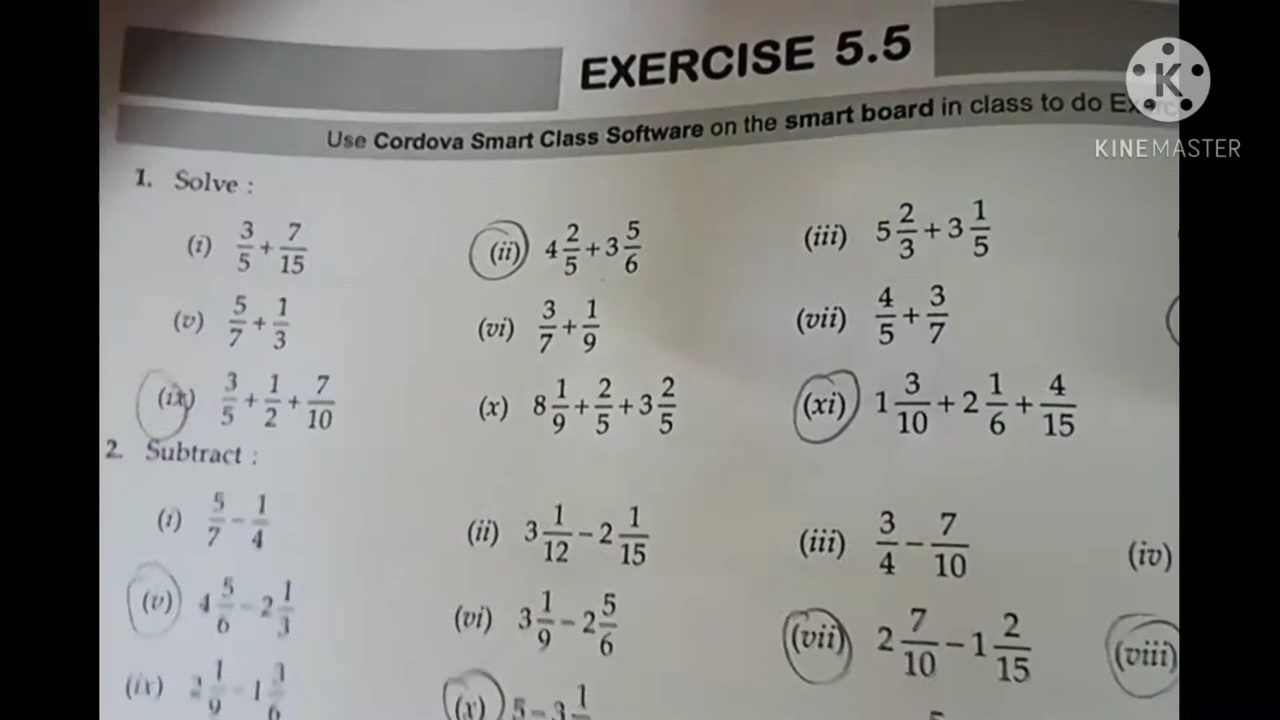 EXERCISE 5.5
K
KINEMASTER
Use Cordova Smart Class Software on the smart board in class to do
1. Solve :
(i) 3/5 + 7/15 (ii) 4 2/5 + 3 5/6 (iii) 5 2/3 + 3 1/5
(v) 5/7 + 1/3 (vi) 3/7 + 1/9 (vii) 4/5 + 3/7
(ix) 3/5 + 1/2 + 7/10 (x) 8 1/9 + 2/5 + 3 2/5 (xi) 1 3/10 + 2 1/6 + 4/15
2. Subtract :
(i) 5/7 − 1/4 (ii) 3 1/12 − 2 1/15 (iii) 3/4 − 7/10 (iv)
(v) 4 5/6 − 2 1/3 (vi) 3 1/9 − 2 5/6 (vii) 2 7/10 − 1 2/15 (viii)
(ix) 2 1/9 − 1 (x) 5 − 3